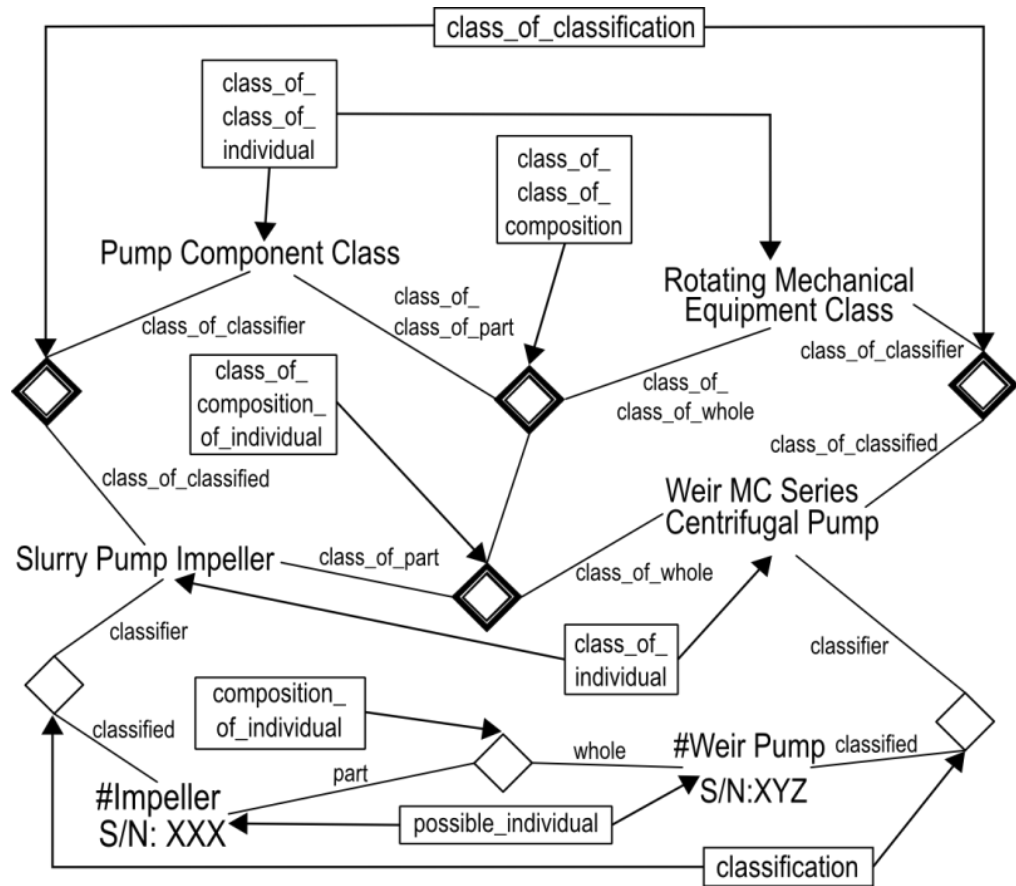 class_of_classification
class_of_
class_of_
individual
class_of_
class_of_
composition
Pump Component Class
Rotating Mechanical
Equipment Class
class_of_
class_of_part
class_of_classifier
class_of_classifier
class_of_
composition_
of_individual
class_of_
class_of_whole
class_of_classified
class_of_classified
Weir MC Series
Centrifugal Pump
Slurry Pump Impeller
class_of_part
class_of_whole
classifier
class_of_
individual
classifier
composition_
of_individual
classified
whole
#Weir Pump
classified
part
#Impeller
S/N: XXX
S/N:XYZ
possible_individual
classification